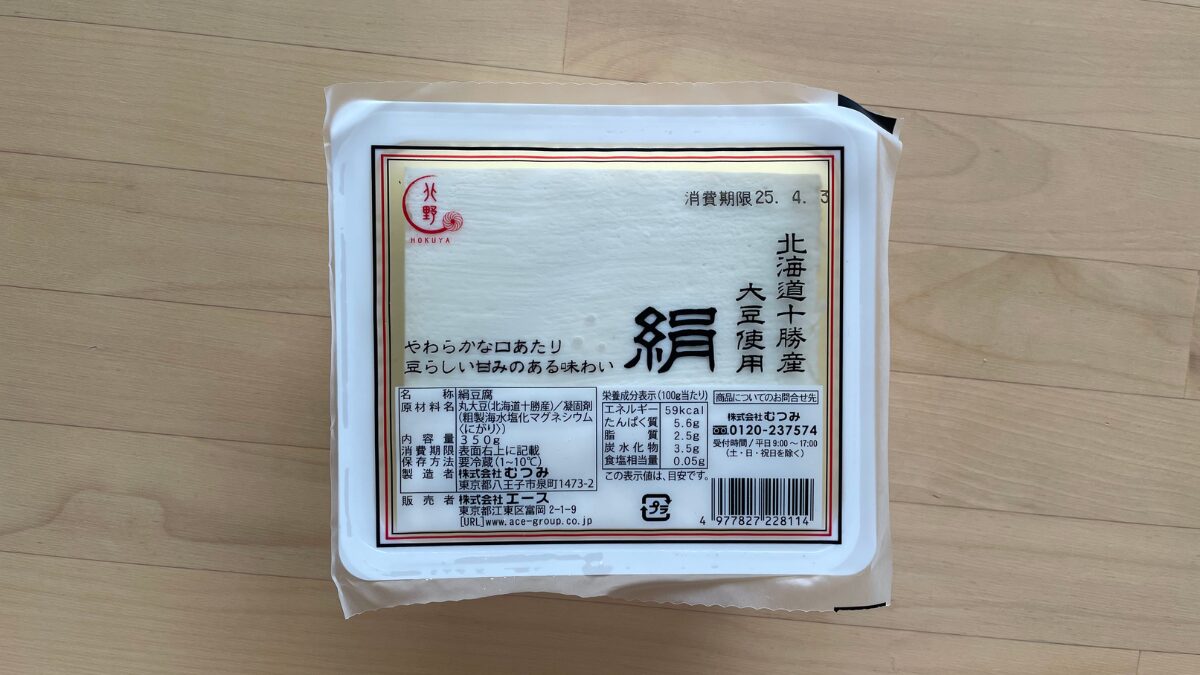 北野
HOKUYA
消費期限 25. 4. 3
北海道十勝産
大豆使用
絹
やわらかな口あたり
豆らしい甘みのある味わい
名称 絹豆腐
原材料名 丸大豆(北海道十勝産)/凝固剤
(粗製海水塩化マグネシウム
〈にがり〉)
内容量 350g
消費期限 表面右上に記載
保存方法 要冷蔵(1~10℃)
製造者 株式会社むつみ
東京都八王子市泉町1473-2
販売者 株式会社エース
東京都江東区富岡2-1-9
[URL]www.ace-group.co.jp
栄養成分表示(100g当たり)
エネルギー 59kcal
たんぱく質 5.6g
脂質 2.5g
炭水化物 3.5g
食塩相当量 0.05g
この表示値は、目安です。
プラ
商品についてのお問合せ先
株式会社むつみ
0120-237574
受付時間/平日9:00~17:00
(土・日・祝日を除く)
4 977827 228114